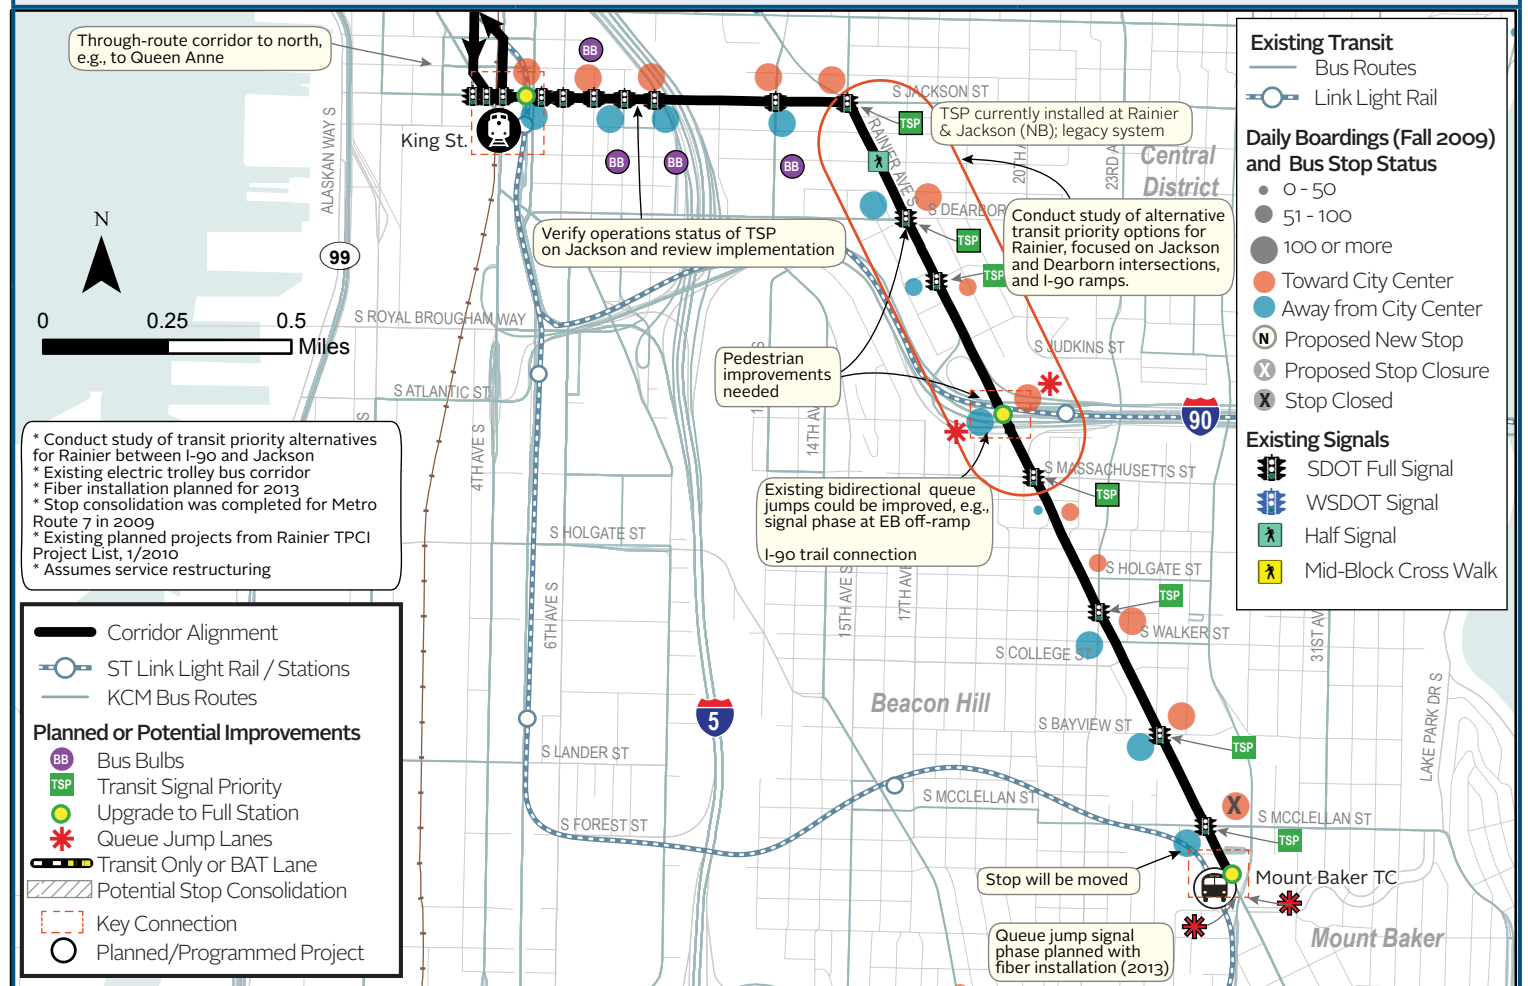 Through-route corridor to north,
e.g., to Queen Anne
BB
S JACKSON ST
TSP
TSP currently installed at Rainier
& Jackson (NB); legacy system
King St.
ALASKAN WAY S
RAINIER AVE S
20TH A
23RD A
Central
District
BB
BB
BB
N
99
Verify operations status of TSP
on Jackson and review implementation
S DEARBOR
TSP
TSP
Conduct study of alternative
transit priority options for
Rainier, focused on Jackson
and Dearborn intersections,
and I-90 ramps.
0
0.25
0.5
Miles
S ROYAL BROUGHAM WAY
S JUDKINS ST
Pedestrian
improvements
needed
S ATLANTIC ST
S
14TH AV
S
90
* Conduct study of transit priority alternatives
for Rainier between I-90 and Jackson
* Existing electric trolley bus corridor
* Fiber installation planned for 2013
* Stop consolidation was completed for Metro
Route 7 in 2009
* Existing planned projects from Rainier TPCI
Project List, 1/2010
* Assumes service restructuring
4TH AVE S
S MASSACHUSETTS ST
TSP
Existing bidirectional queue
jumps could be improved, e.g.,
signal phase at EB off-ramp
I-90 trail connection
S HOLGATE ST
S HOLGATE ST
TSP
6TH AVE S
15TH AVE S
17TH AVE
S WALKER ST
S COLLEGE ST
31ST AV
Beacon Hill
5
S BAYVIEW ST
TSP
LAKE PARK DR S
S LANDER ST
S MCCLELLAN ST
X
S MCCLELLAN ST
TSP
S FOREST ST
Stop will be moved
Mount Baker TC
Queue jump signal
phase planned with
fiber installation (2013)
Mount Baker
Existing Transit
Bus Routes
Link Light Rail
Daily Boardings (Fall 2009)
and Bus Stop Status
0 - 50
51 - 100
100 or more
Toward City Center
Away from City Center
N Proposed New Stop
X Proposed Stop Closure
X Stop Closed
Existing Signals
SDOT Full Signal
WSDOT Signal
Half Signal
Mid-Block Cross Walk
Corridor Alignment
ST Link Light Rail / Stations
KCM Bus Routes
Planned or Potential Improvements
BB Bus Bulbs
TSP Transit Signal Priority
Upgrade to Full Station
Queue Jump Lanes
Transit Only or BAT Lane
Potential Stop Consolidation
Key Connection
Planned/Programmed Project